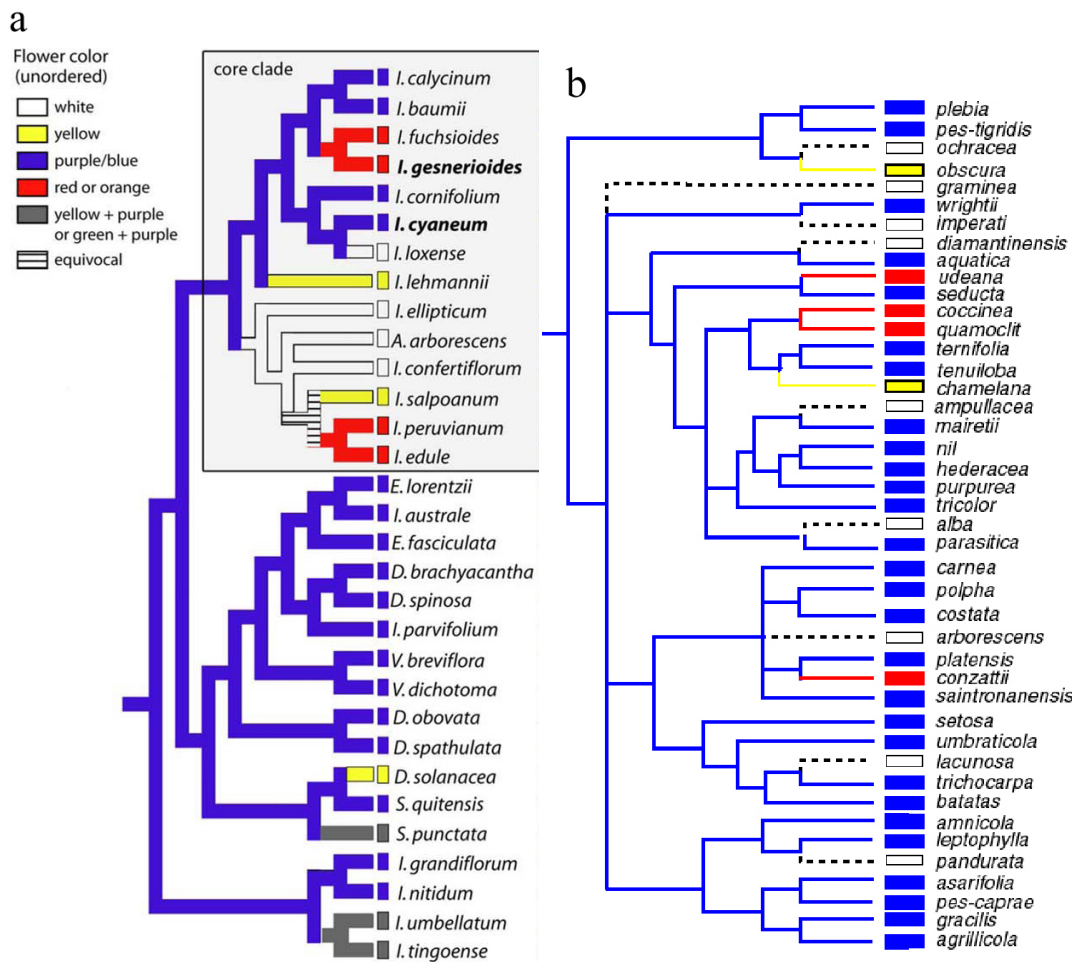 a
Flower color
(unordered)
white
yellow
purple/blue
red or orange
yellow + purple
or green + purple
equivocal
core clade
I. calycinum
I. baumii
I. fuchsioides
I. gesnerioides
I. cornifolium
I. cyaneum
I. loxense
I. lehmannii
I. ellipticum
A. arborescens
I. confertiflorum
I. salpoanum
I. peruvianum
I. edule
E. lorentzii
I. australe
E. fasciculata
D. brachyacantha
D. spinosa
I. parvifolium
V. breviflora
V. dichotoma
D. obovata
D. spathulata
D. solanacea
S. quitensis
S. punctata
I. grandiflorum
I. nitidum
I. umbellatum
I. tingoense
b
plebia
pes-tigridis
ochracea
obscura
graminea
wrightii
imperati
diamantinensis
aquatica
udeana
seducta
coccinea
quamoclit
ternifolia
tenuiloba
chamelana
ampullacea
mairetii
nil
hederacea
purpurea
tricolor
alba
parasitica
carnea
polpha
costata
arborescens
platensis
conzattii
saintronanensis
setosa
umbraticola
lacunosa
trichocarpa
batatas
amnicola
leptophylla
pandurata
asarifolia
pes-caprae
gracilis
agrillicola